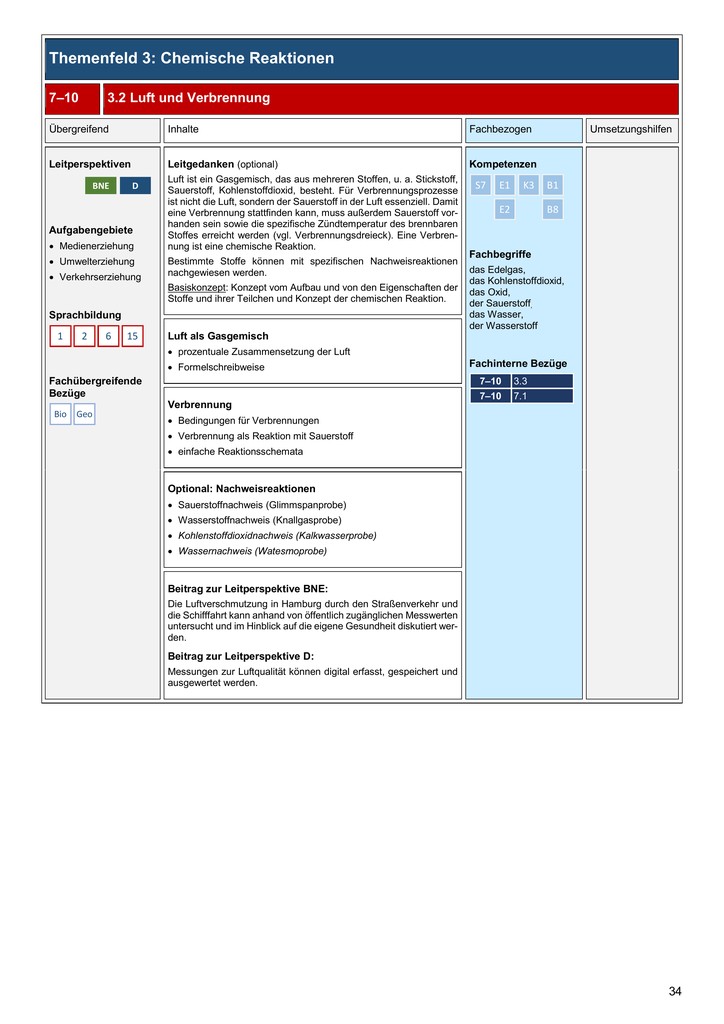 Themenfeld 3: Chemische Reaktionen
7–10
3.2 Luft und Verbrennung
Übergreifend
Inhalte
Fachbezogen
Umsetzungshilfen
Leitperspektiven
BNE
D
Aufgabengebiete
• Medienerziehung
• Umwelterziehung
• Verkehrserziehung
Sprachbildung
1 2 6 15
Fachübergreifende
Bezüge
Bio Geo
Leitgedanken (optional)
Luft ist ein Gasgemisch, das aus mehreren Stoffen, u. a. Stickstoff,
Sauerstoff, Kohlenstoffdioxid, besteht. Für Verbrennungsprozesse
ist nicht die Luft, sondern der Sauerstoff in der Luft essenziell. Damit
eine Verbrennung stattfinden kann, muss außerdem Sauerstoff vor-
handen sein sowie die spezifische Zündtemperatur des brennbaren
Stoffes erreicht werden (vgl. Verbrennungsdreieck). Eine Verbren-
nung ist eine chemische Reaktion.
Bestimmte Stoffe können mit spezifischen Nachweisreaktionen
nachgewiesen werden.
Basiskonzept: Konzept vom Aufbau und von den Eigenschaften der
Stoffe und ihrer Teilchen und Konzept der chemischen Reaktion.
Luft als Gasgemisch
• prozentuale Zusammensetzung der Luft
• Formelschreibweise
Verbrennung
• Bedingungen für Verbrennungen
• Verbrennung als Reaktion mit Sauerstoff
• einfache Reaktionsschemata
Optional: Nachweisreaktionen
• Sauerstoffnachweis (Glimmspanprobe)
• Wasserstoffnachweis (Knallgasprobe)
• Kohlenstoffdioxidnachweis (Kalkwasserprobe)
• Wassernachweis (Watesmoprobe)
Beitrag zur Leitperspektive BNE:
Die Luftverschmutzung in Hamburg durch den Straßenverkehr und
die Schifffahrt kann anhand von öffentlich zugänglichen Messwerten
untersucht und im Hinblick auf die eigene Gesundheit diskutiert wer-
den.
Beitrag zur Leitperspektive D:
Messungen zur Luftqualität können digital erfasst, gespeichert und
ausgewertet werden.
Kompetenzen
S7 E1 K3 B1
E2 B8
Fachbegriffe
das Edelgas,
das Kohlenstoffdioxid,
das Oxid,
der Sauerstoff,
das Wasser,
der Wasserstoff
Fachinterne Bezüge
7–10 3.3
7–10 7.1
34